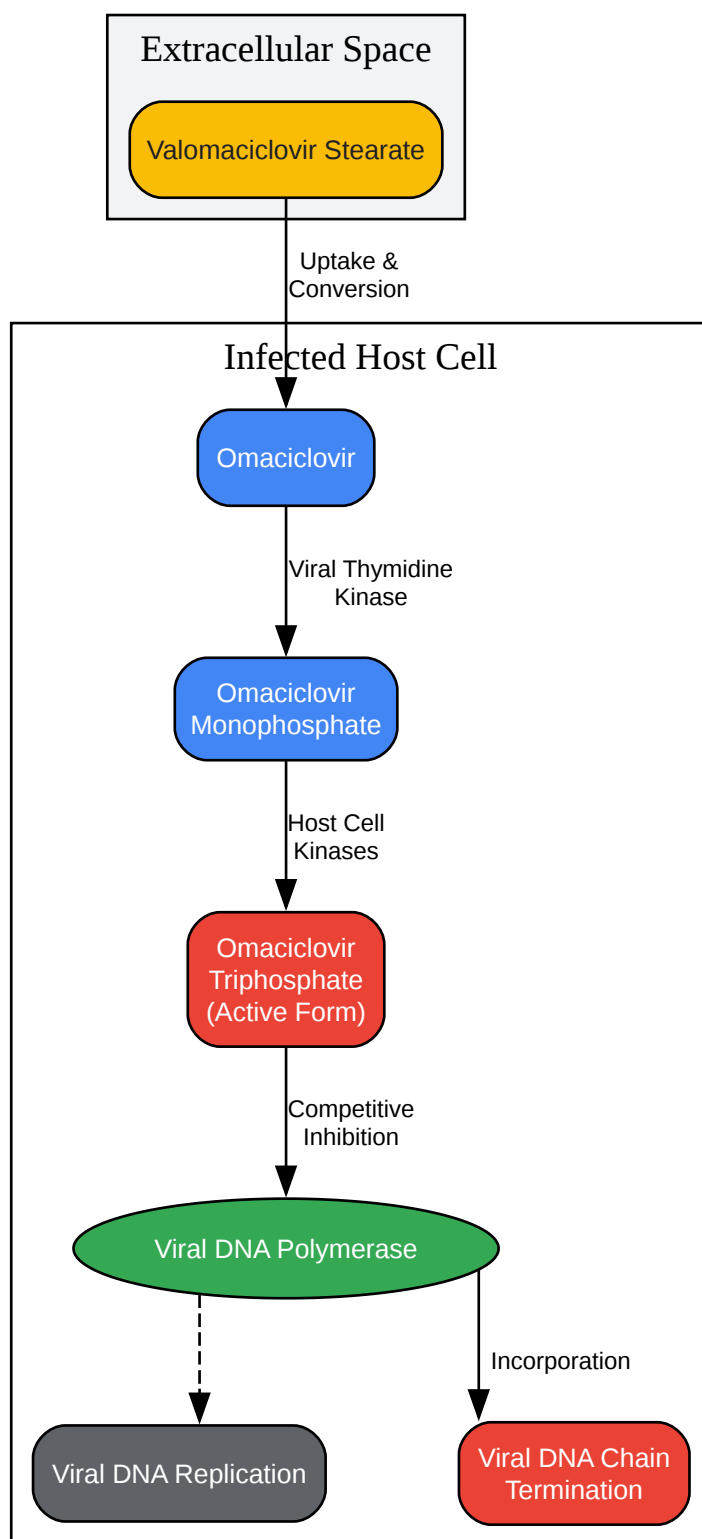 Extracellular Space
Valomaciclovir Stearate
Uptake &
Conversion
Infected Host Cell
Omaciclovir
Viral Thymidine
Kinase
Omaciclovir
Monophosphate
Host Cell
Kinases
Omaciclovir
Triphosphate
(Active Form)
Competitive
Inhibition
Viral DNA Polymerase
Incorporation
Viral DNA Replication
Viral DNA Chain
Termination